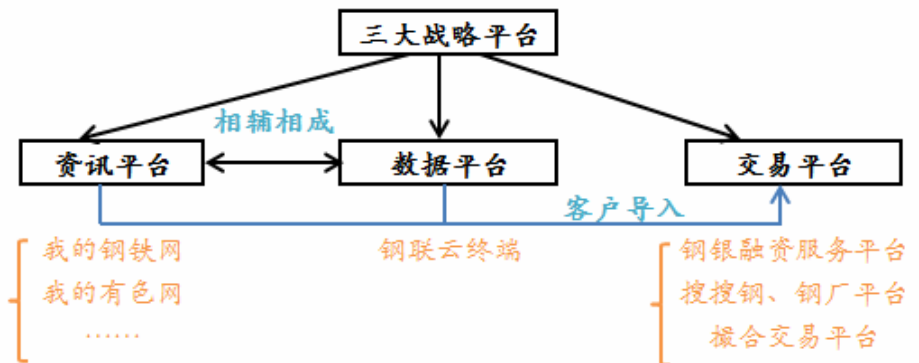 三大战略平台
相辅相成
资讯平台
数据平台
交易平台
客户导入
我的钢铁网
我的有色网
……
钢联云终端
钢银融资服务平台
搜搜钢、钢厂平台
撮合交易平台